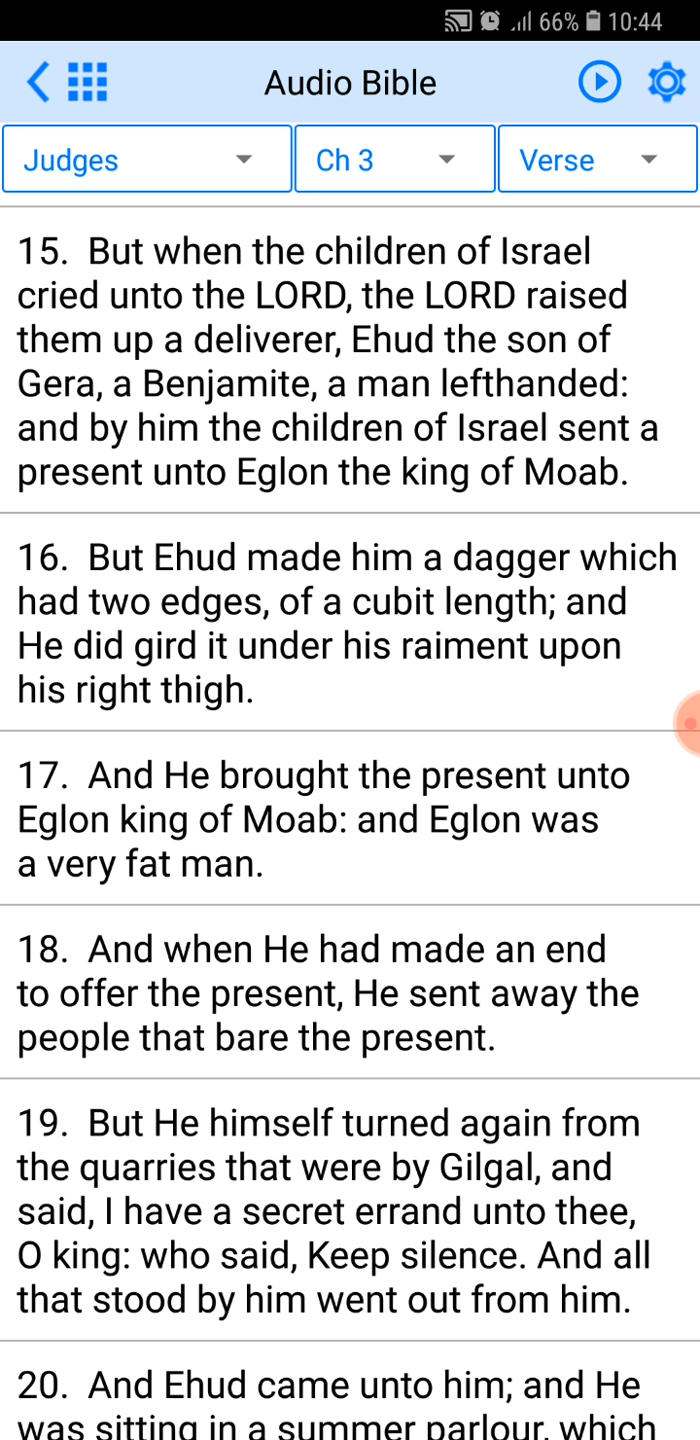 66% 10:44
Audio Bible
Judges Ch 3 Verse
15. But when the children of Israel
cried unto the LORD, the LORD raised
them up a deliverer, Ehud the son of
Gera, a Benjamite, a man lefthanded:
and by him the children of Israel sent a
present unto Eglon the king of Moab.
16. But Ehud made him a dagger which
had two edges, of a cubit length; and
He did gird it under his raiment upon
his right thigh.
17. And He brought the present unto
Eglon king of Moab: and Eglon was
a very fat man.
18. And when He had made an end
to offer the present, He sent away the
people that bare the present.
19. But He himself turned again from
the quarries that were by Gilgal, and
said, I have a secret errand unto thee,
O king: who said, Keep silence. And all
that stood by him went out from him.
20. And Ehud came unto him; and He
was sitting in a summer parlour, which